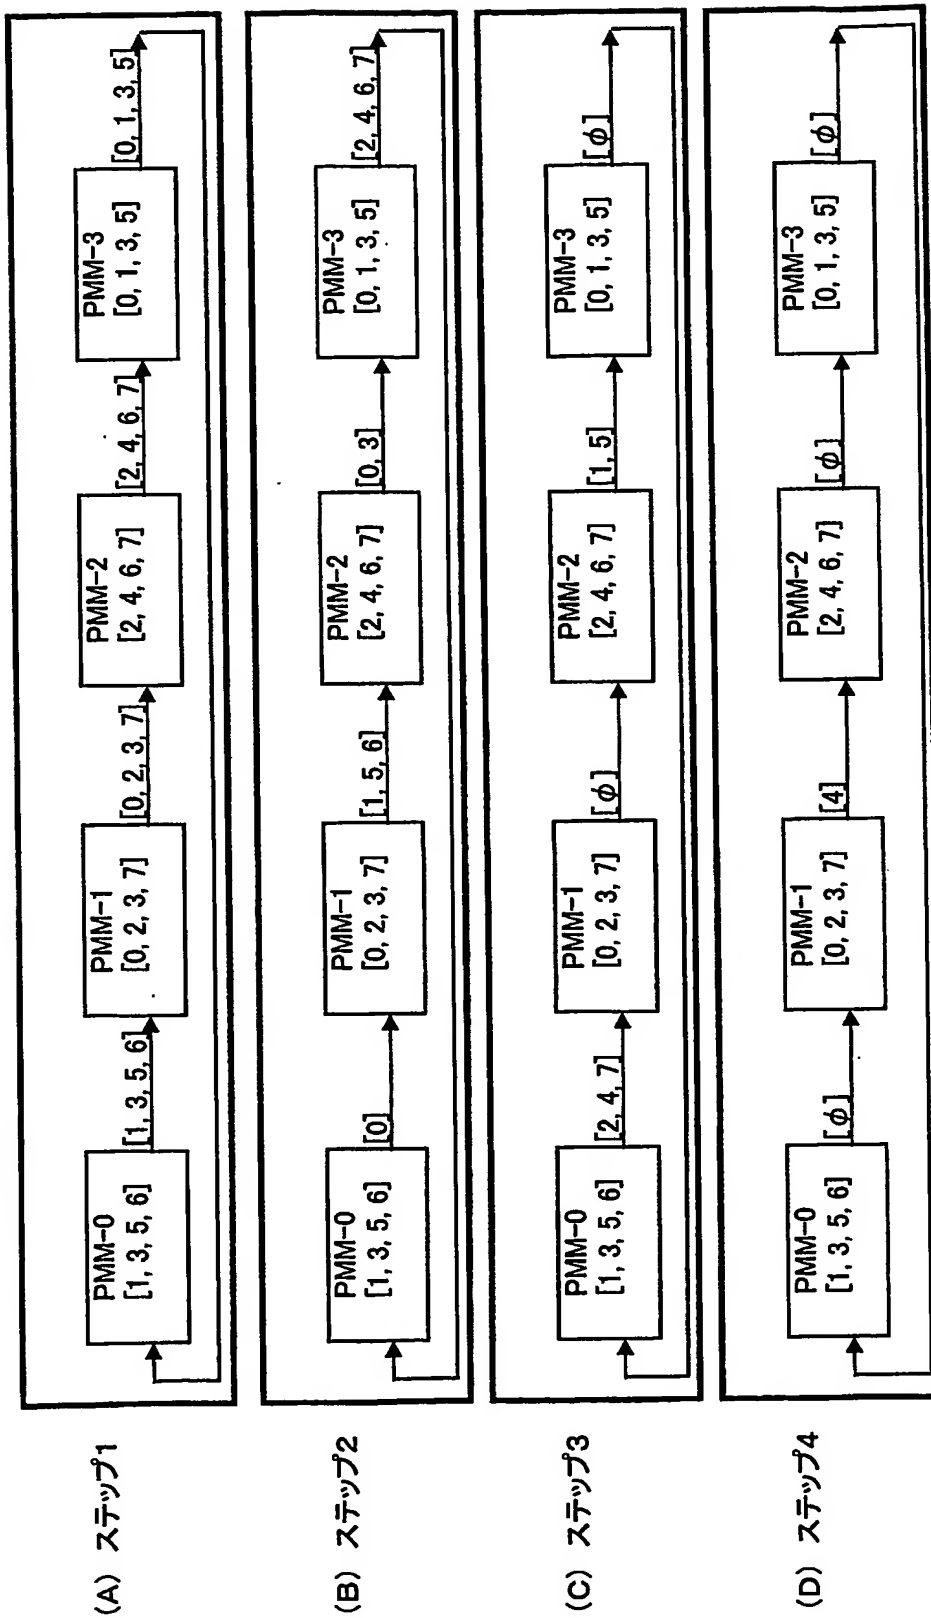 (A) ステップ1
PMM-0
[1, 3, 5, 6]
[1, 3, 5, 6]
PMM-1
[0, 2, 3, 7]
[0, 2, 3, 7]
PMM-2
[2, 4, 6, 7]
[2, 4, 6, 7]
PMM-3
[0, 1, 3, 5]
[0, 1, 3, 5]
(B) ステップ2
PMM-0
[1, 3, 5, 6]
[0]
PMM-1
[0, 2, 3, 7]
[1, 5, 6]
PMM-2
[2, 4, 6, 7]
[0, 3]
PMM-3
[0, 1, 3, 5]
[2, 4, 6, 7]
(C) ステップ3
PMM-0
[1, 3, 5, 6]
[2, 4, 7]
PMM-1
[0, 2, 3, 7]
[φ]
PMM-2
[2, 4, 6, 7]
[1, 5]
PMM-3
[0, 1, 3, 5]
[φ]
(D) ステップ4
PMM-0
[1, 3, 5, 6]
[φ]
PMM-1
[0, 2, 3, 7]
[4]
PMM-2
[2, 4, 6, 7]
[φ]
PMM-3
[0, 1, 3, 5]
[φ]